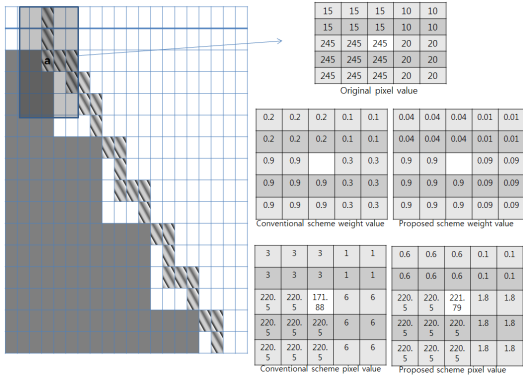 a
15 15 15 10 10
15 15 15 10 10
245 245 245 20 20
245 245 245 20 20
245 245 245 20 20
Original pixel value
0.2 0.2 0.2 0.1 0.1
0.2 0.2 0.2 0.1 0.1
0.9 0.9 0.3 0.3
0.9 0.9 0.9 0.3 0.3
0.9 0.9 0.9 0.3 0.3
Conventional scheme weight value
0.04 0.04 0.04 0.01 0.01
0.04 0.04 0.04 0.01 0.01
0.9 0.9 0.09 0.09
0.9 0.9 0.9 0.09 0.09
0.9 0.9 0.9 0.09 0.09
Proposed scheme weight value
3 3 3 1 1
3 3 3 1 1
220.5 220.5 171.88 6 6
220.5 220.5 220.5 6 6
220.5 220.5 220.5 6 6
Conventional scheme pixel value
0.6 0.6 0.6 0.1 0.1
0.6 0.6 0.6 0.1 0.1
220.5 220.5 221.79 1.8 1.8
220.5 220.5 220.5 1.8 1.8
220.5 220.5 220.5 1.8 1.8
Proposed scheme pixel value